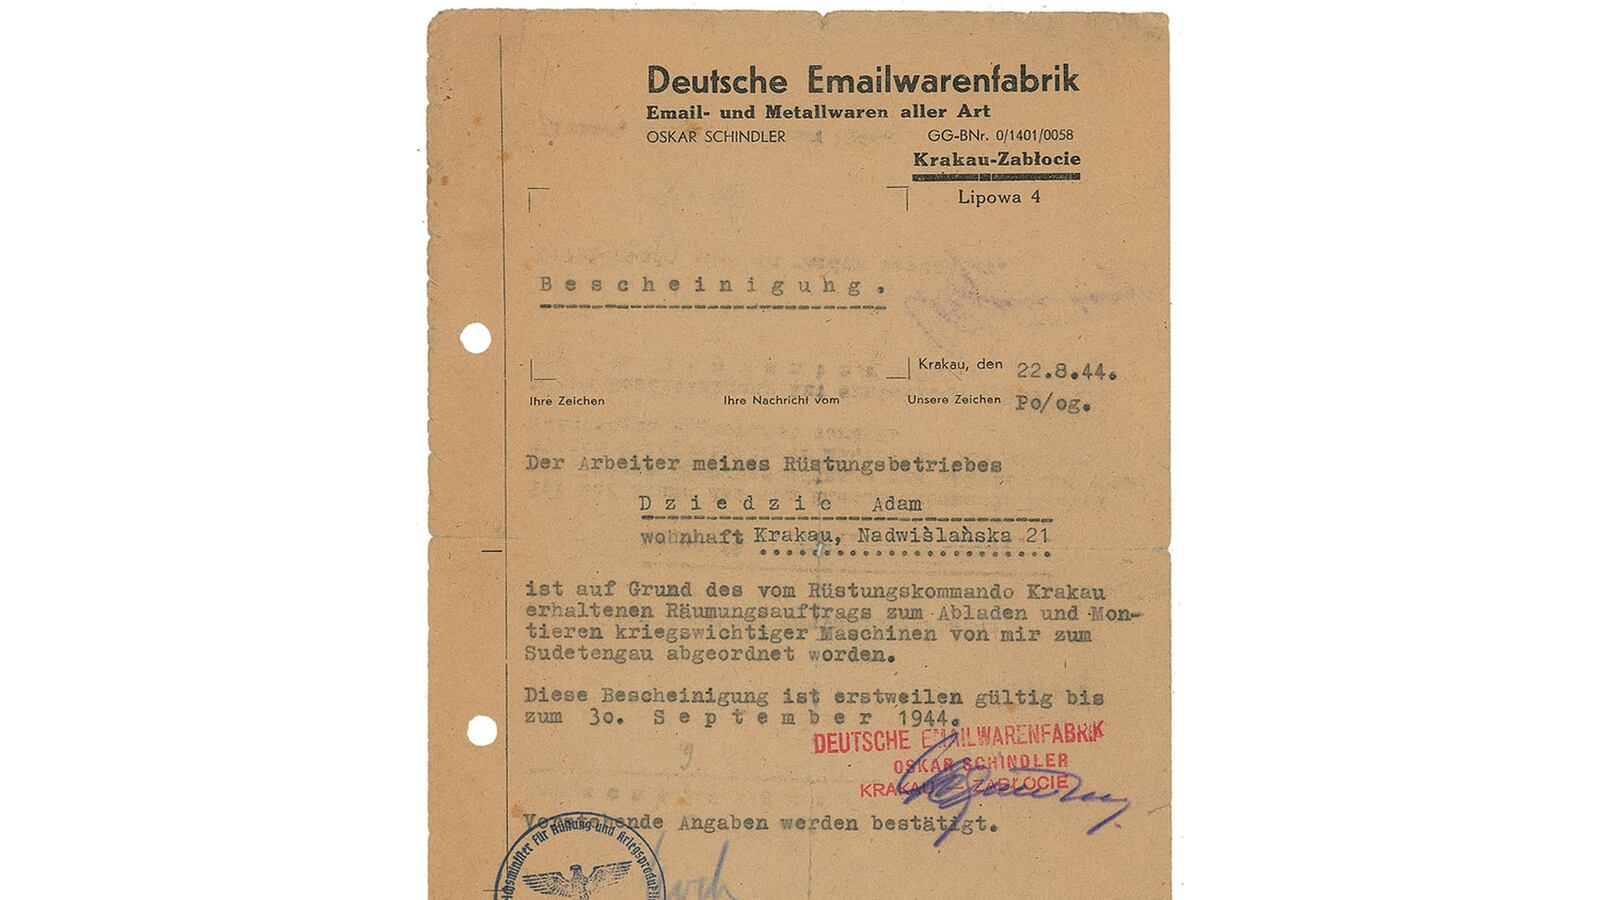 Deutsche Emailwarenfabrik
Email- und Metallwaren aller Art
OSKAR SCHINDLER GG-BNr. 0/1401/0058
Krakau-Zabłocie
Lipowa 4
Bescheinigung.
Krakau, den 22.8.44.
Ihre Zeichen Ihre Nachricht vom Unsere Zeichen Po/og.
Der Arbeiter meines Rüstungsbetriebes
Dziedzic Adam
wohnhaft Krakau, Nadwiślańska 21
ist auf Grund des vom Rüstungskommando Krakau
erhaltenen Räumungsauftrags zum Abladen und Mon-
tieren kriegswichtiger Maschinen von mir zum
Sudetengau abgeordnet worden.
Diese Bescheinigung ist erstweilen gültig bis
zum 30. September 1944.
DEUTSCHE EMAILWARENFABRIK
OSKAR SCHINDLER
KRAKAU — ZABŁOCIE
Vorstehende Angaben werden bestätigt.
für Rüstung und